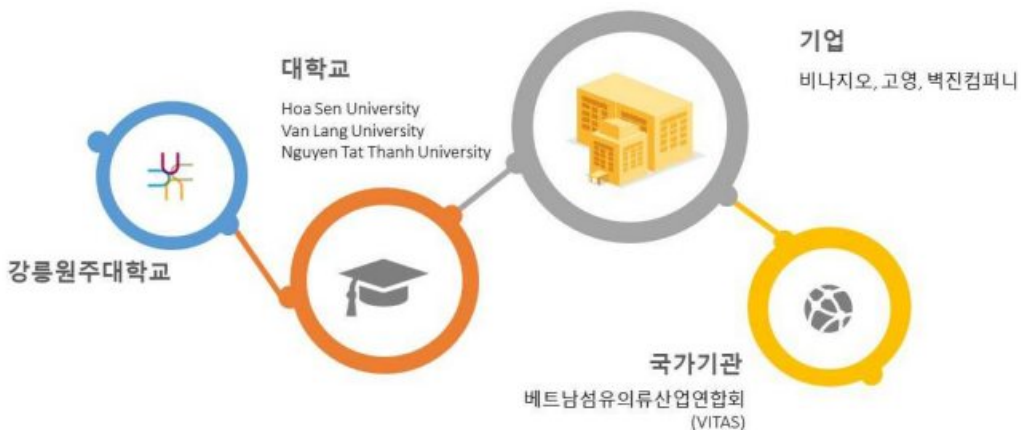 기업
비나지오, 고영, 벽진컴퍼니
대학교
Hoa Sen University
Van Lang University
Nguyen Tat Thanh University
강릉원주대학교
국가기관
베트남섬유의류산업연합회
(VITAS)